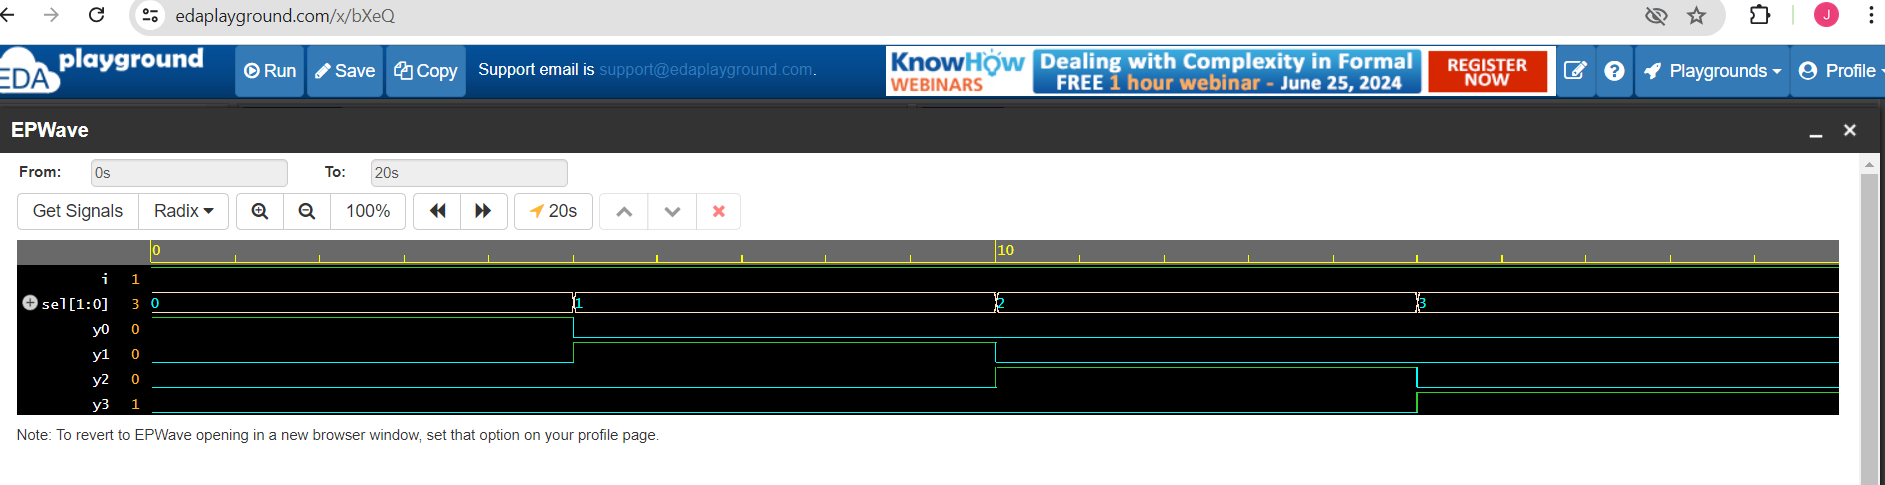 edaplayground.com/x/bXeQ
J
EDA playground
Run Save Copy Support email is support@edaplayground.com.
KnowHow WEBINARS
Dealing with Complexity in Formal
FREE 1 hour webinar - June 25, 2024
REGISTER NOW
Playgrounds Profile
EPWave
From: 0s To: 20s
Get Signals Radix 100% 20s
0 10
i 1
sel[1:0] 3 0 1 2 3
y0 0
y1 0
y2 0
y3 1
Note: To revert to EPWave opening in a new browser window, set that option on your profile page.